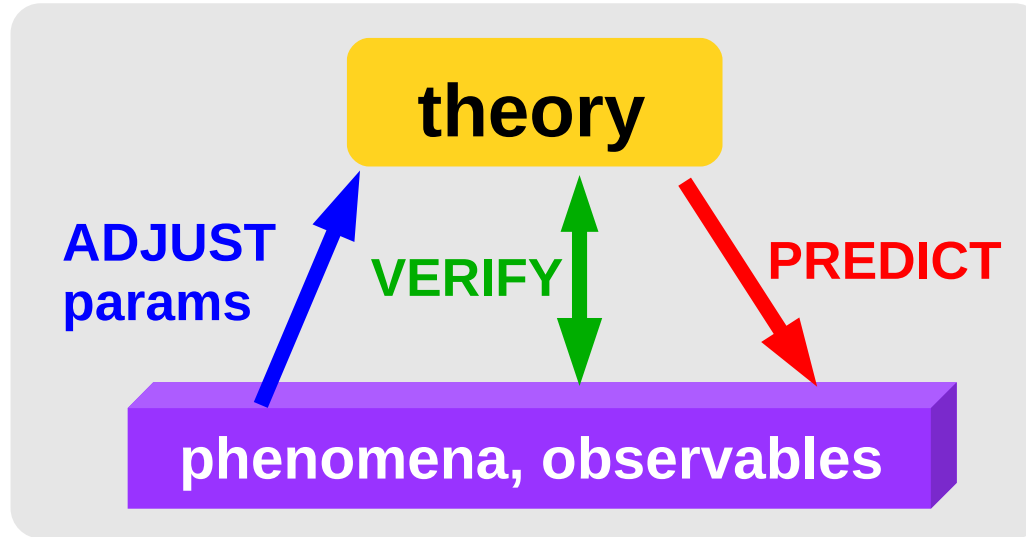 theory
ADJUST
params
VERIFY
PREDICT
phenomena, observables